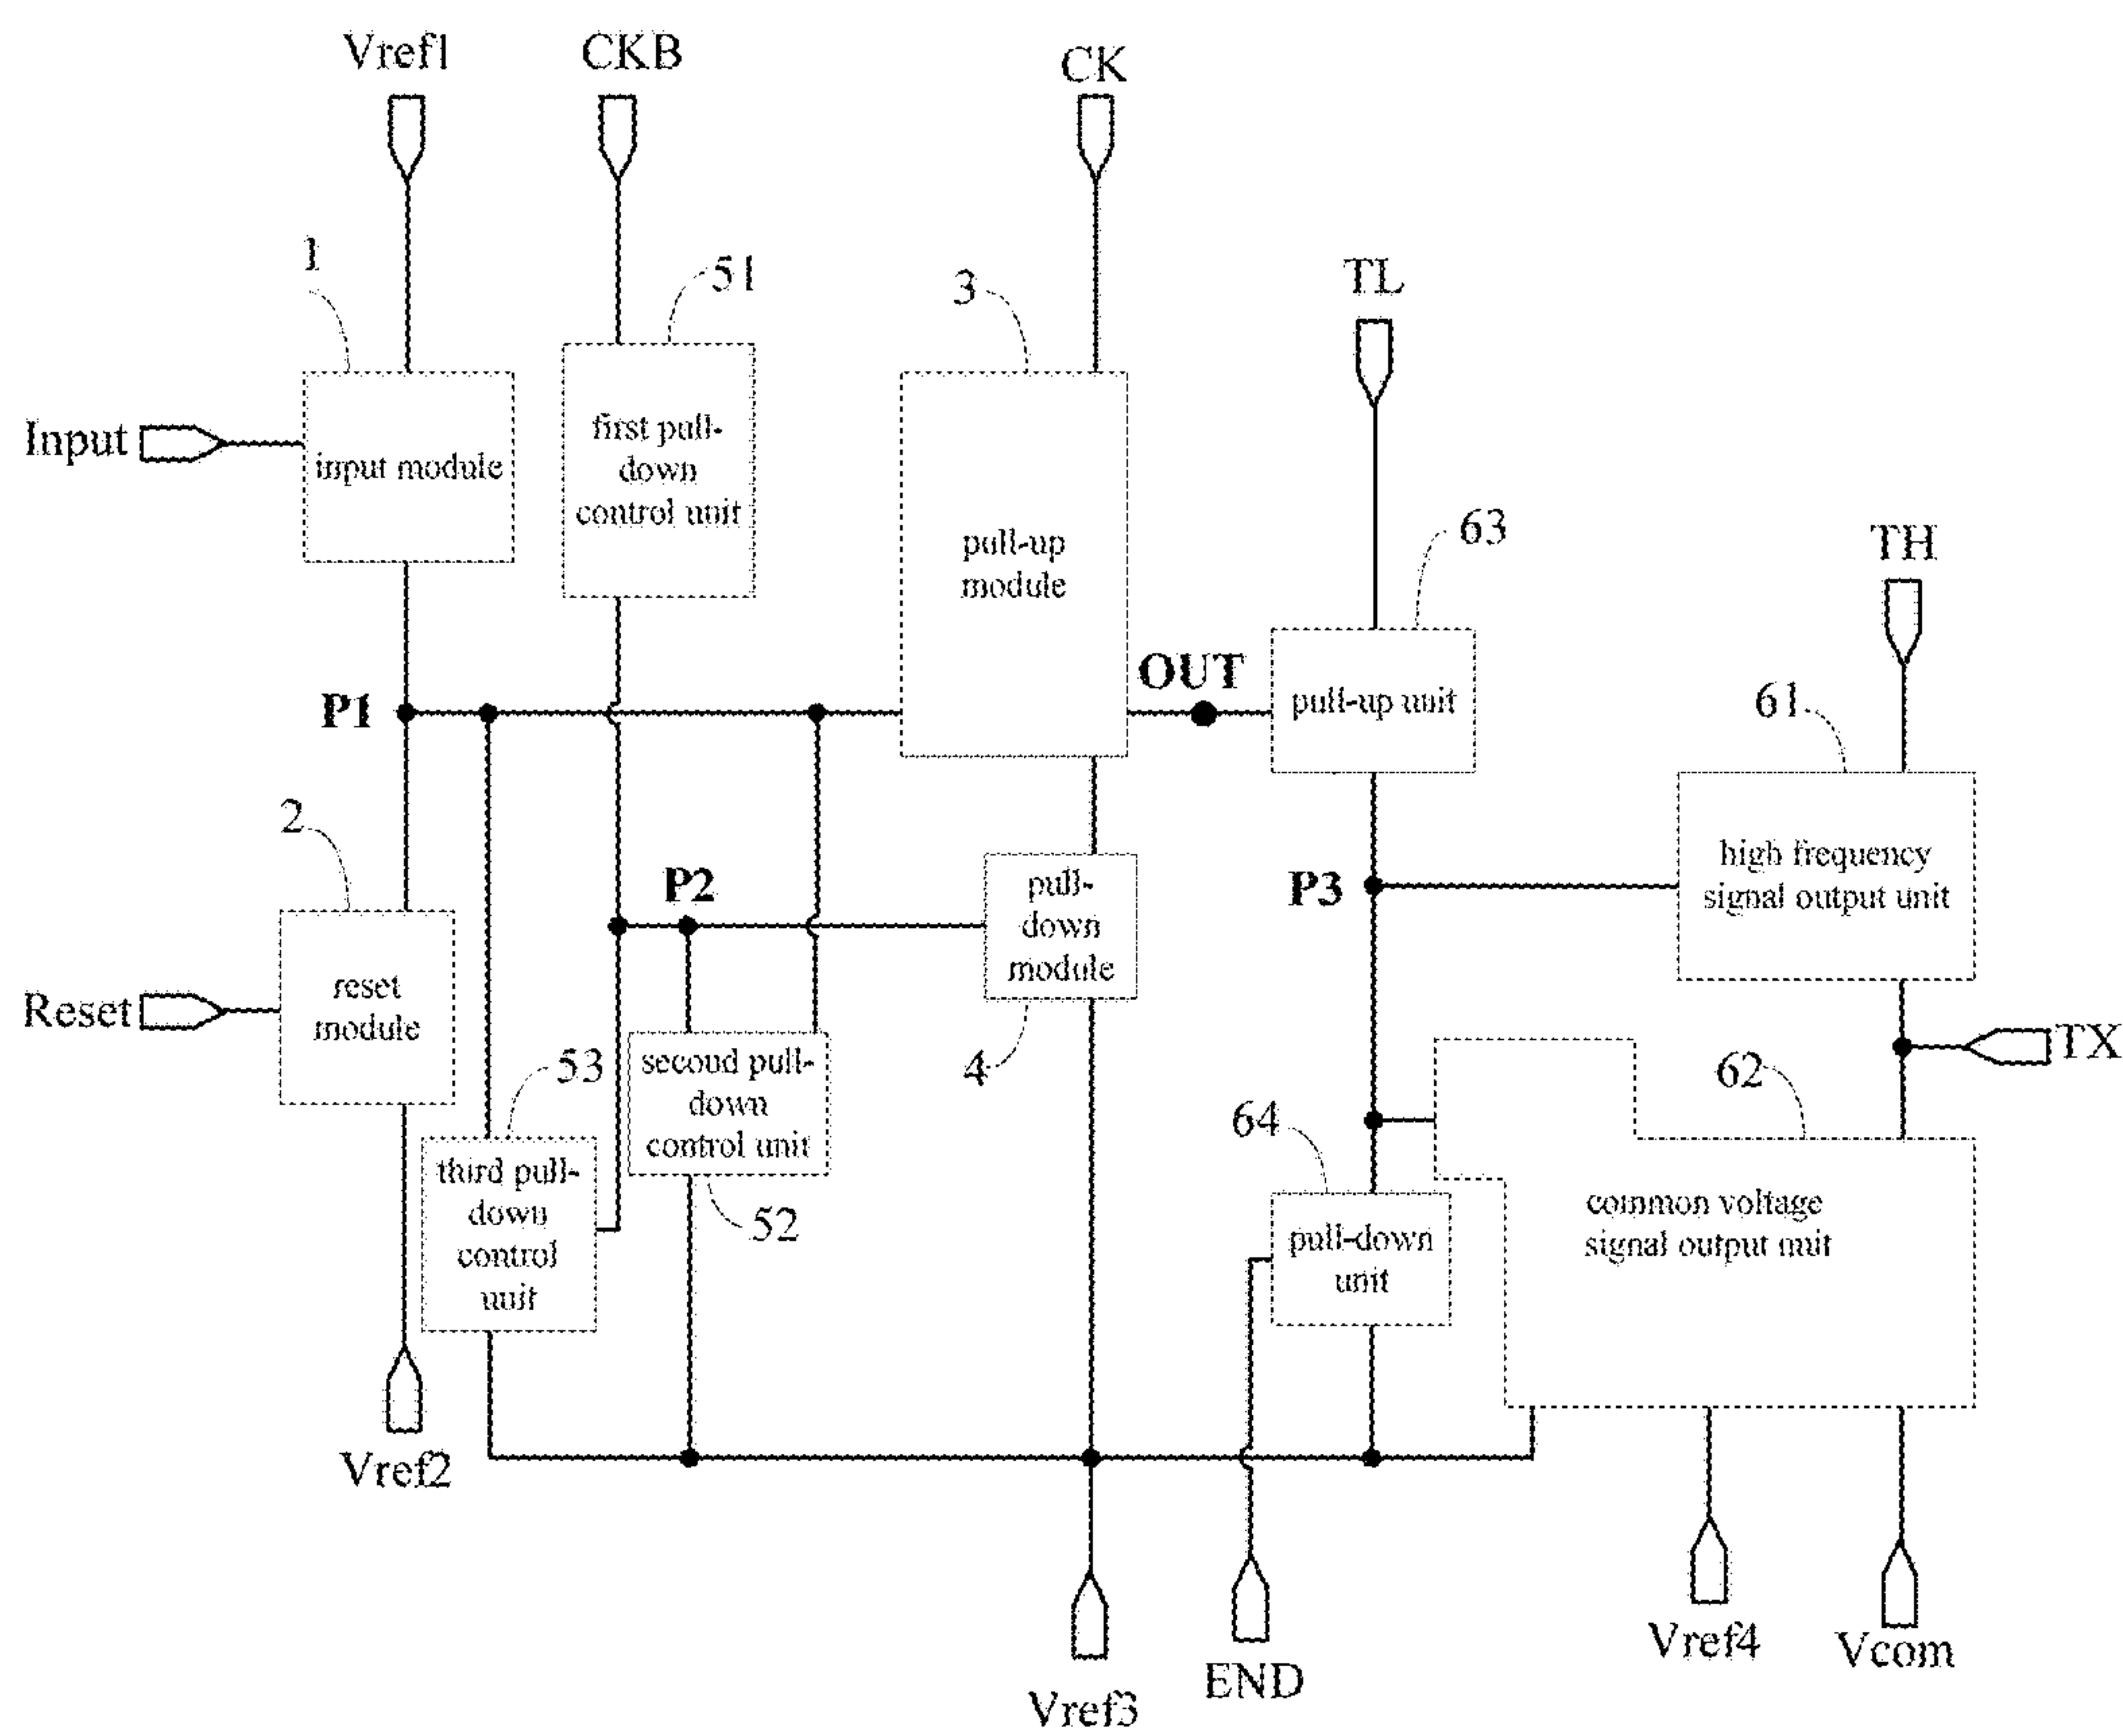 Vref1
CKB
CK
1
51
3
TL
Input
input module
first pull-
down
control unit
pull-up
module
63
TH
P1
OUT
pull-up unit
61
2
P2
P3
pull-
down
module
high frequency
signal output unit
Reset
reset
module
53
secoud pull-
down
control unit
4
TX
62
64
third pull-
down
control
unit
52
pull-down
unit
common voltage
signal output unit
Vref2
Vref3
END
Vref4
Vcom